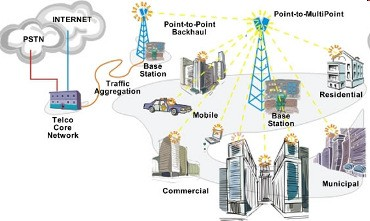 INTERNET
PSTN
Point-to-Point
Backhaul
Point-to-MultiPoint
Base
Station
Traffic
Aggregation
Telco
Core
Network
Mobile
Base
Station
Residential
Commercial
Municipal